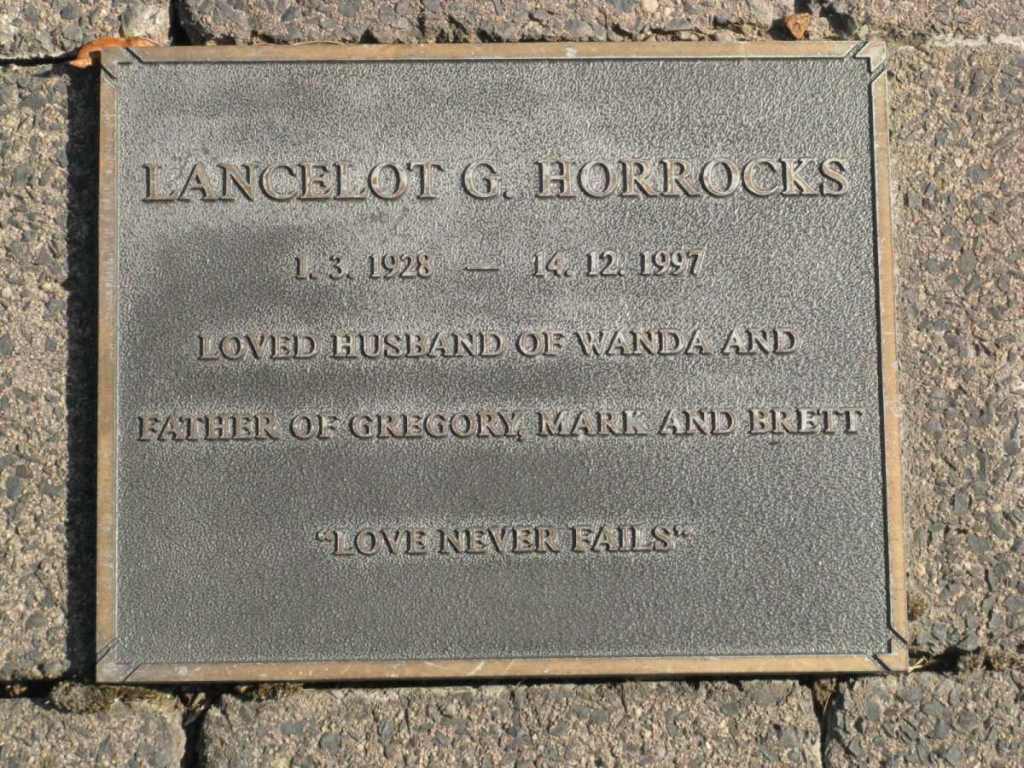 LANCELOT G. HORROCKS
1. 3. 1928 — 14. 12. 1997
LOVED HUSBAND OF WANDA AND
FATHER OF GREGORY, MARK AND BRETT
“LOVE NEVER FAILS“